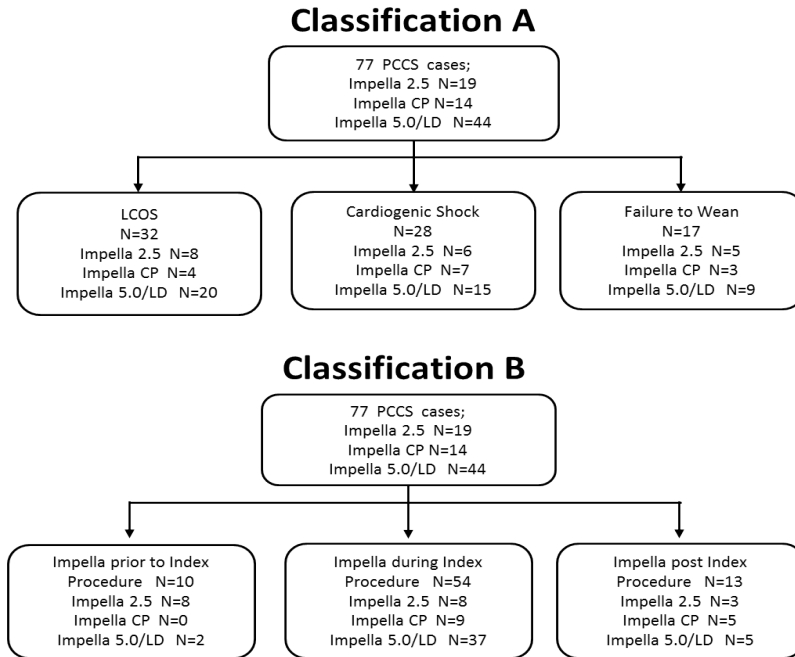 Classification A
77 PCCS cases;
Impella 2.5 N=19
Impella CP N=14
Impella 5.0/LD N=44
LCOS
N=32
Impella 2.5 N=8
Impella CP N=4
Impella 5.0/LD N=20
Cardiogenic Shock
N=28
Impella 2.5 N=6
Impella CP N=7
Impella 5.0/LD N=15
Failure to Wean
N=17
Impella 2.5 N=5
Impella CP N=3
Impella 5.0/LD N=9
Classification B
77 PCCS cases;
Impella 2.5 N=19
Impella CP N=14
Impella 5.0/LD N=44
Impella prior to Index
Procedure N=10
Impella 2.5 N=8
Impella CP N=0
Impella 5.0/LD N=2
Impella during Index
Procedure N=54
Impella 2.5 N=8
Impella CP N=9
Impella 5.0/LD N=37
Impella post Index
Procedure N=13
Impella 2.5 N=3
Impella CP N=5
Impella 5.0/LD N=5